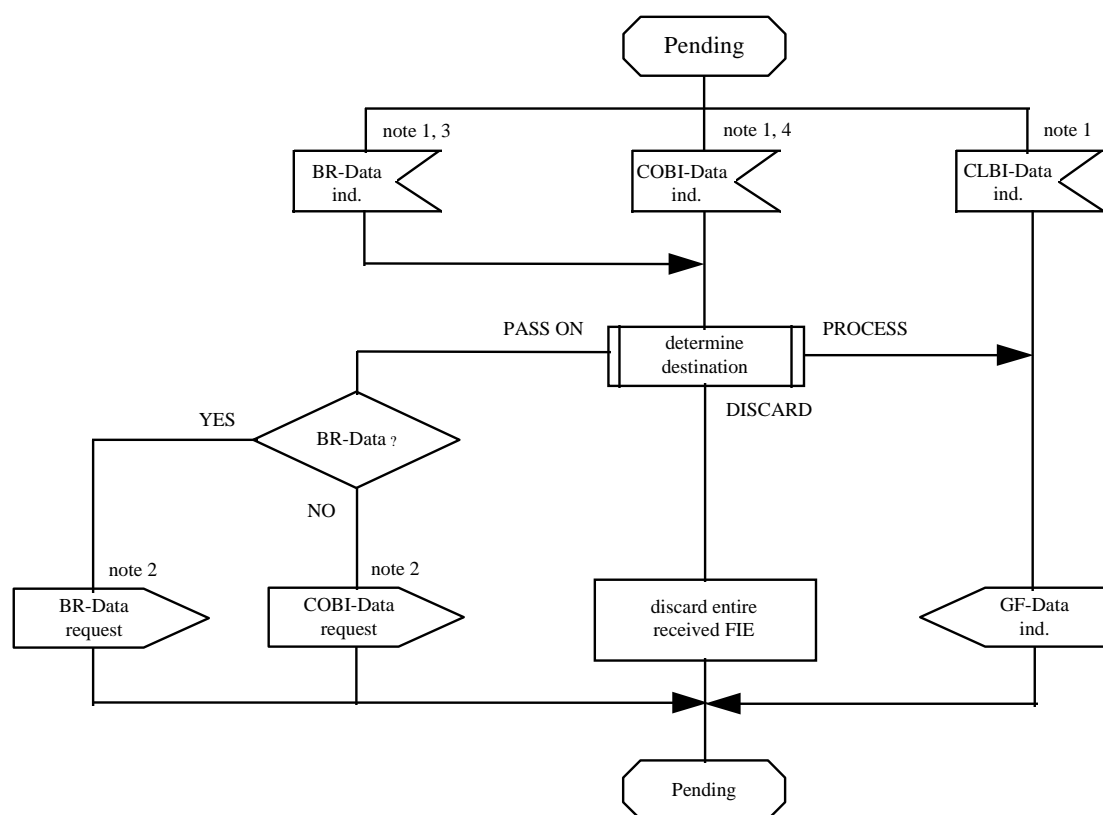 Pending
note 1, 3
note 1, 4
note 1
BR-Data
ind.
COBI-Data
ind.
CLBI-Data
ind.
PASS ON
determine
destination
PROCESS
DISCARD
YES
BR-Data ?
NO
note 2
note 2
BR-Data
request
COBI-Data
request
discard entire
received FIE
GF-Data
ind.
Pending